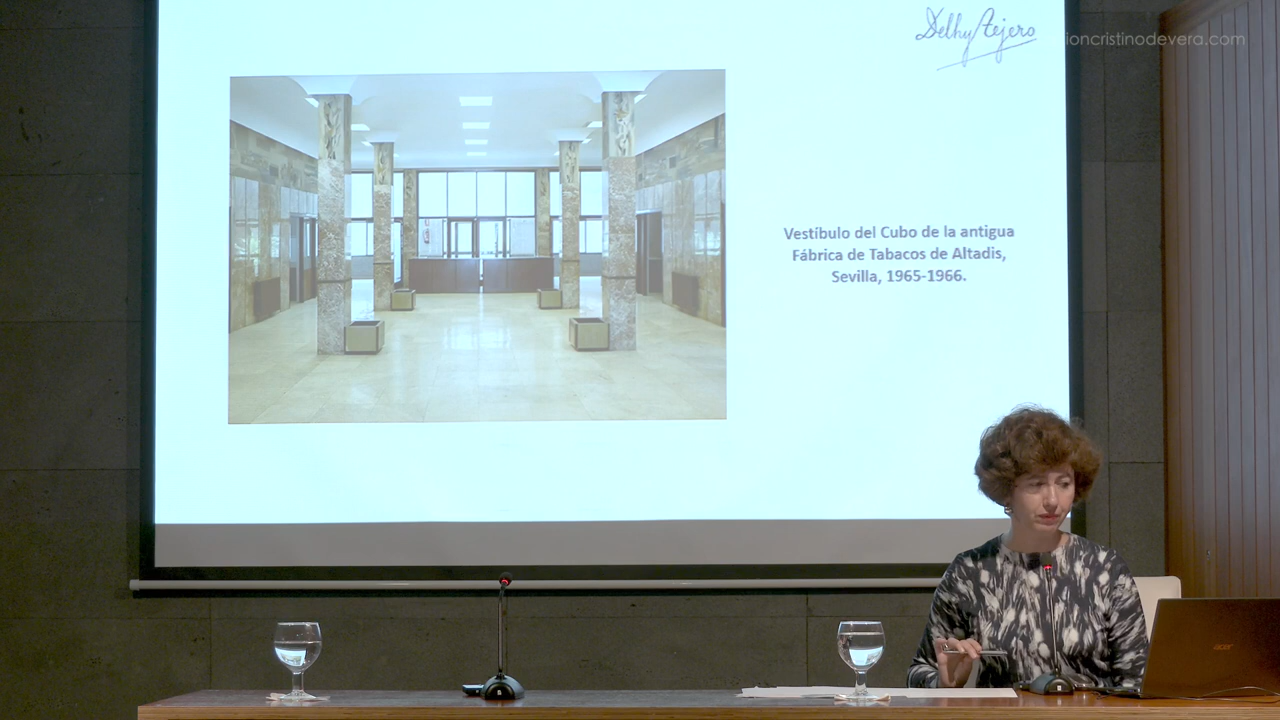 Delhy Tejero
ioncristinodevera.com
Vestíbulo del Cubo de la antigua
Fábrica de Tabacos de Altadis,
Sevilla, 1965-1966.
acer